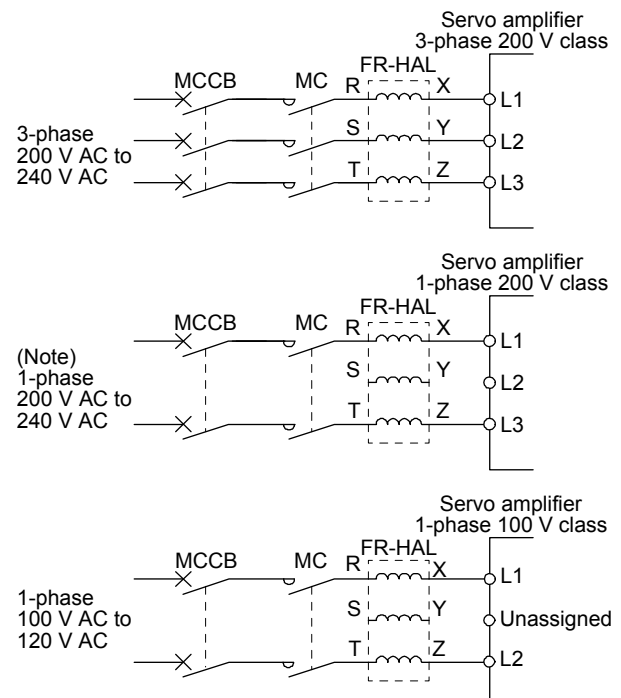 Servo amplifier
3-phase 200 V class
FR-HAL
MCCB MC R X
L1
3-phase
200 V AC to
240 V AC
S Y
L2
T Z
L3
Servo amplifier
1-phase 200 V class
FR-HAL
MCCB MC R X
L1
(Note)
1-phase
200 V AC to
240 V AC
S Y
L2
T Z
L3
Servo amplifier
1-phase 100 V class
FR-HAL
MCCB MC R X
L1
1-phase
100 V AC to
120 V AC
S Y
Unassigned
T Z
L2